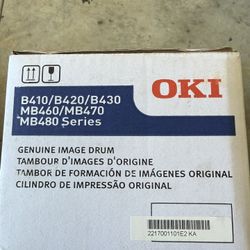 OKI
B410/B420/B430
MB460/MB470
MB480 Series
GENUINE IMAGE DRUM
TAMBOUR D'IMAGES D'ORIGINE
TAMBOR DE FORMACIÓN DE IMÁGENES ORIGINAL
CILINDRO DE IMPRESSÃO ORIGINAL
2217001101E2 KA